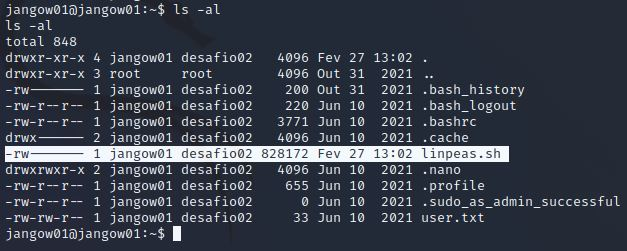 jangow01@jangow01:~$ ls -al
ls -al
total 848
drwxr-xr-x 4 jangow01 desafio02   4096 Fev 27 13:02 .
drwxr-xr-x 3 root     root        4096 Out 31  2021 ..
-rw------- 1 jangow01 desafio02    200 Out 31  2021 .bash_history
-rw-r--r-- 1 jangow01 desafio02    220 Jun 10  2021 .bash_logout
-rw-r--r-- 1 jangow01 desafio02   3771 Jun 10  2021 .bashrc
drwx------ 2 jangow01 desafio02   4096 Jun 10  2021 .cache
-rw------- 1 jangow01 desafio02 828172 Fev 27 13:02 linpeas.sh
drwxrwxr-x 2 jangow01 desafio02   4096 Jun 10  2021 .nano
-rw-r--r-- 1 jangow01 desafio02    655 Jun 10  2021 .profile
-rw-r--r-- 1 jangow01 desafio02      0 Jun 10  2021 .sudo_as_admin_successful
-rw-rw-r-- 1 jangow01 desafio02     33 Jun 10  2021 user.txt
jangow01@jangow01:~$